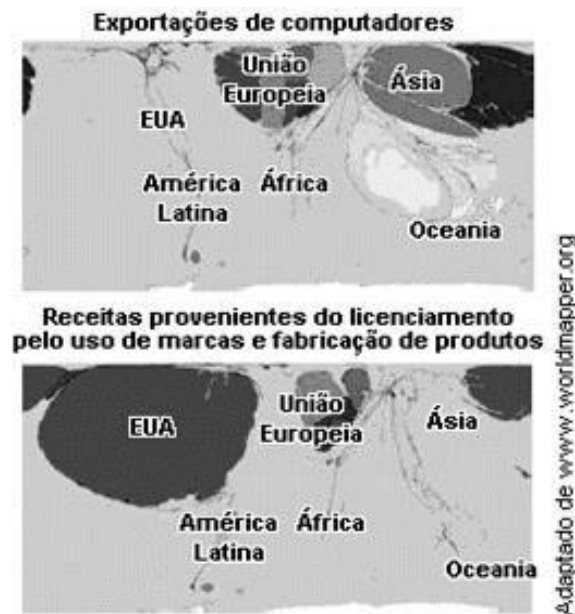 Exportações de computadores
União
Europeia
Ásia
EUA
América
Latina
África
Oceania
Receitas provenientes do licenciamento
pelo uso de marcas e fabricação de produtos
EUA
União
Europeia
Ásia
América
Latina
África
Oceania
Adaptado de www.worldmapper.org